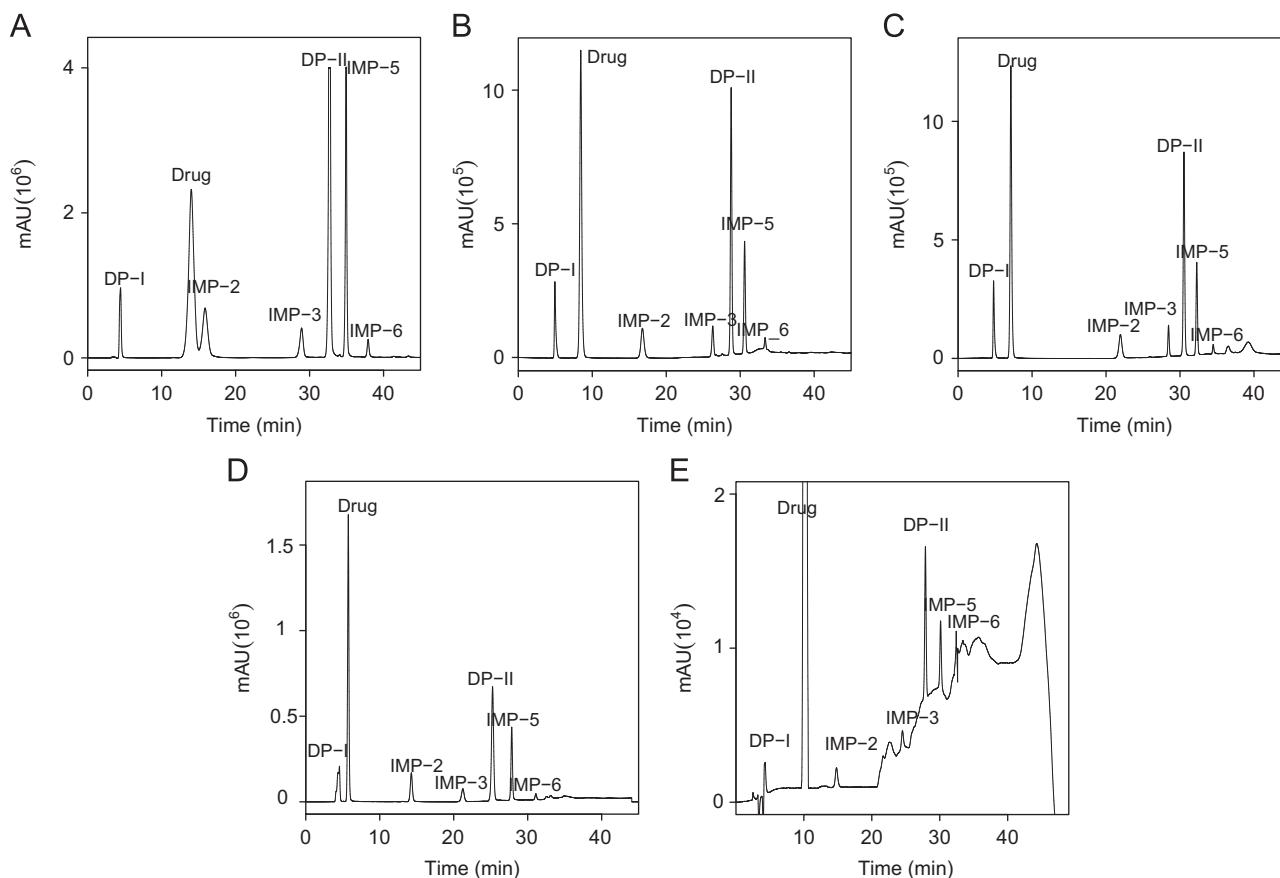 A
4
2
0
mAU(10⁶)
DP−I
Drug
IMP−2
IMP−3
DP−II
IMP−5
IMP−6
0 10 20 30 40
Time (min)
B
10
5
0
mAU(10⁵)
DP−I
Drug
IMP−2
IMP−3
DP−II
IMP−5
IMP_6
0 10 20 30 40
Time (min)
C
10
5
0
mAU(10⁵)
DP−I
Drug
IMP−2
IMP−3
DP−II
IMP−5
IMP−6
0 10 20 30 40
Time (min)
D
1.5
1
0.5
0
mAU(10⁶)
DP−I
Drug
IMP−2
IMP−3
DP−II
IMP−5
IMP−6
0 10 20 30 40
Time (min)
E
2
1
0
mAU(10⁴)
DP−I
Drug
IMP−2
IMP−3
DP−II
IMP−5
IMP−6
0 10 20 30 40
Time (min)